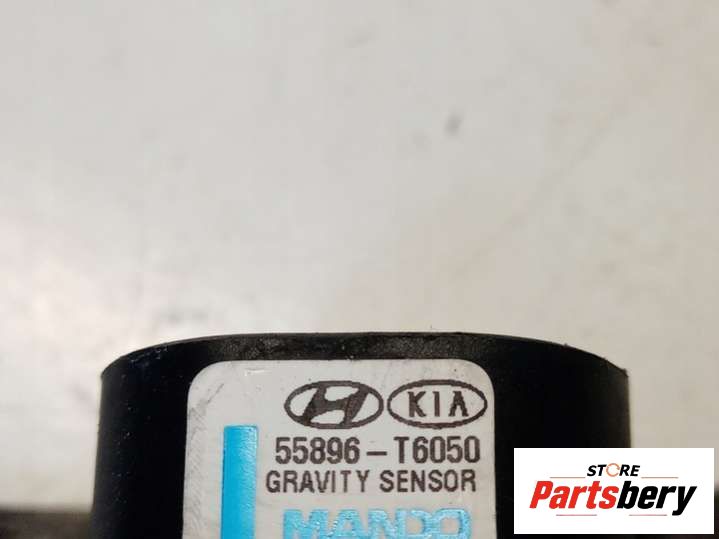 KIA
55896-T6050
GRAVITY SENSOR
MANDO
STORE
Partsbery